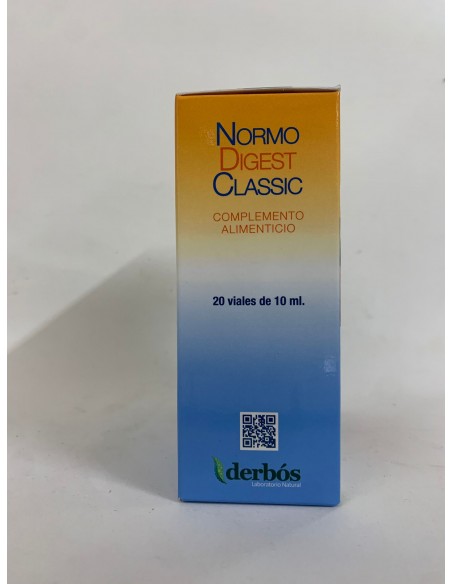 NORMO
DIGEST
CLASSIC
COMPLEMENTO
ALIMENTICIO
20 viales de 10 ml.
derbós
Laboratorio Natural